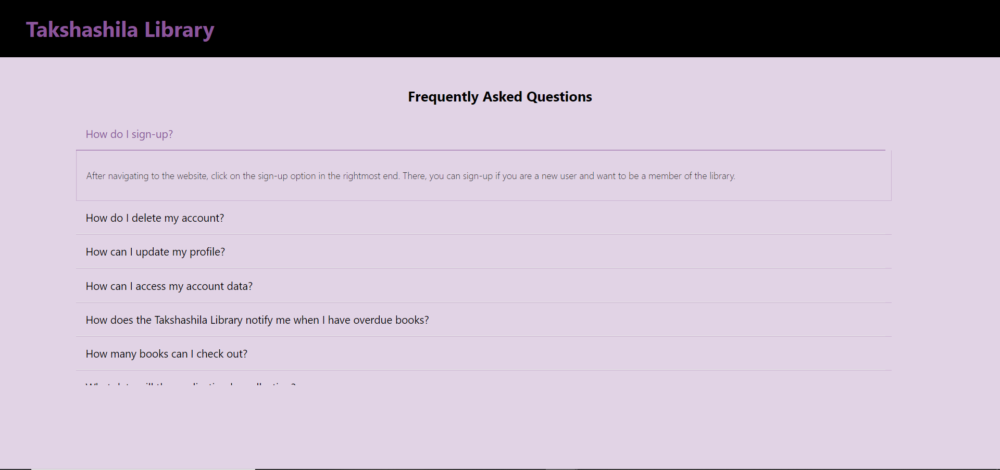 Takshashila Library
Frequently Asked Questions
How do I sign-up?
After navigating to the website, click on the sign-up option in the rightmost end. There, you can sign-up if you are a new user and want to be a member of the library.
How do I delete my account?
How can I update my profile?
How can I access my account data?
How does the Takshashila Library notify me when I have overdue books?
How many books can I check out?